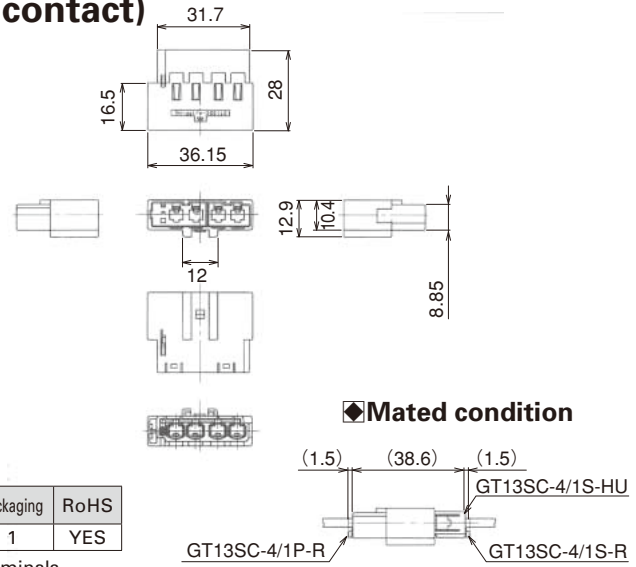 contact)
31.7
16.5
28
36.15
12.9
10.4
12
8.85
◆Mated condition
(1.5) (38.6) (1.5)
GT13SC-4/1S-HU
GT13SC-4/1P-R
GT13SC-4/1S-R
ckaging RoHS
1 YES
minals